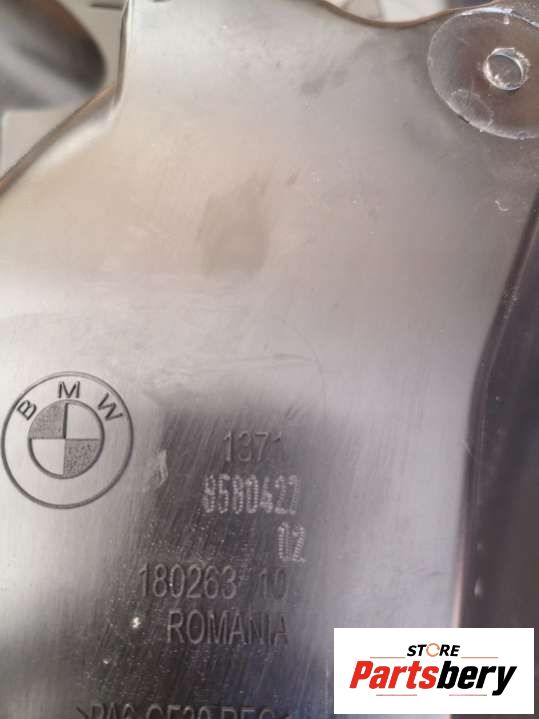 BMW
1371
8580422
02
180263 10
ROMANIA
STORE
Partsbery